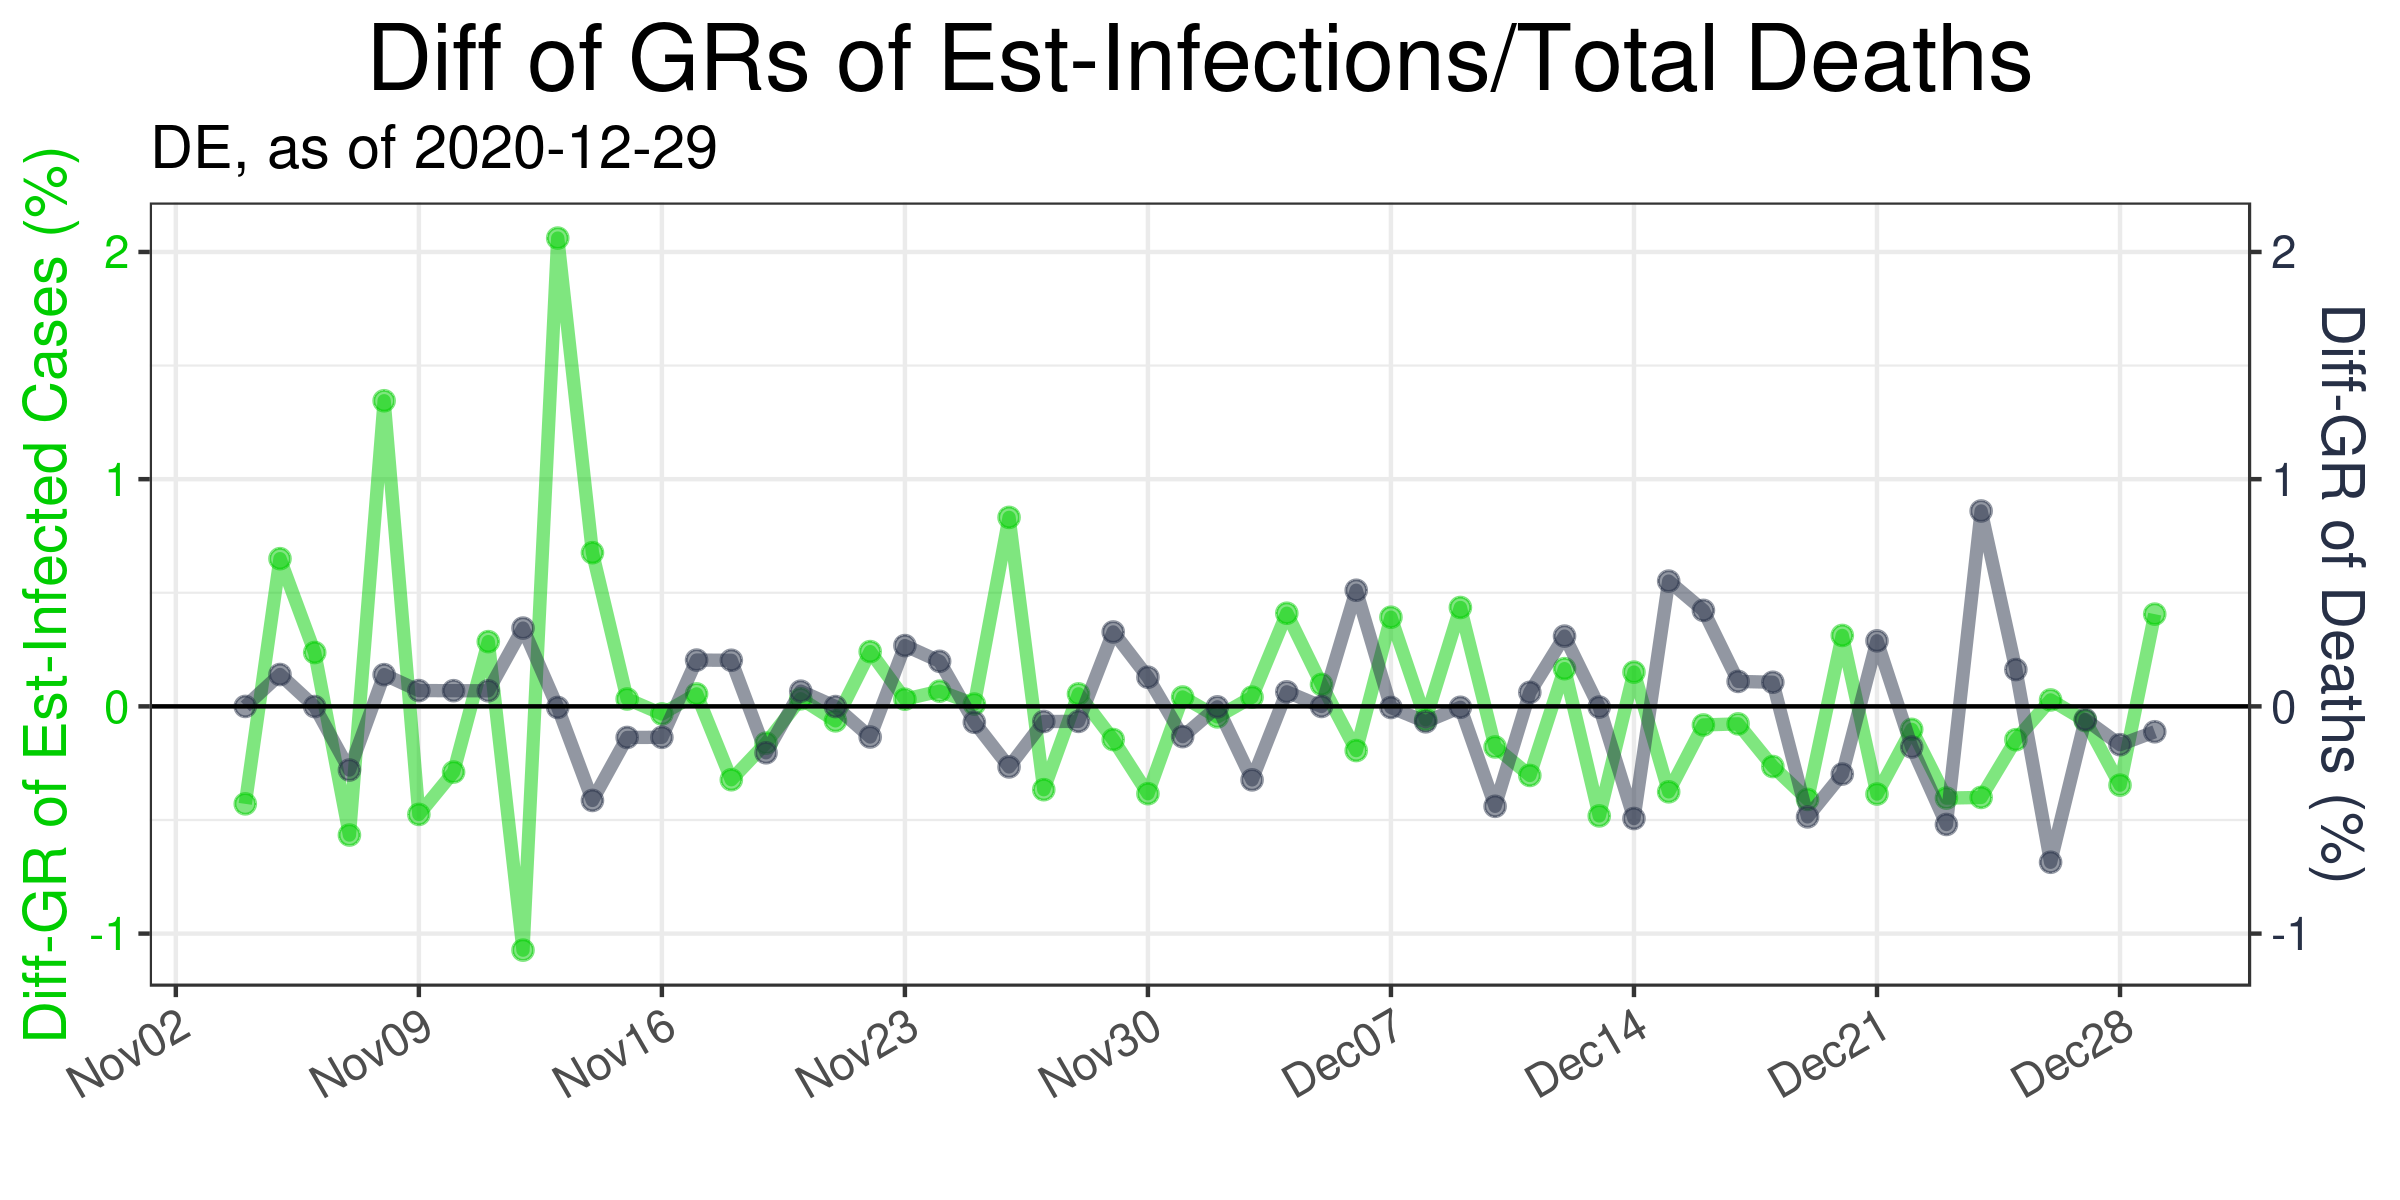 Diff of GRs of Est-Infections/Total Deaths
DE, as of 2020-12-29
Diff-GR of Est-Infected Cases (%)
2
1
0
-1
2
1
0
-1
Diff-GR of Deaths (%)
Nov02
Nov09
Nov16
Nov23
Nov30
Dec07
Dec14
Dec21
Dec28